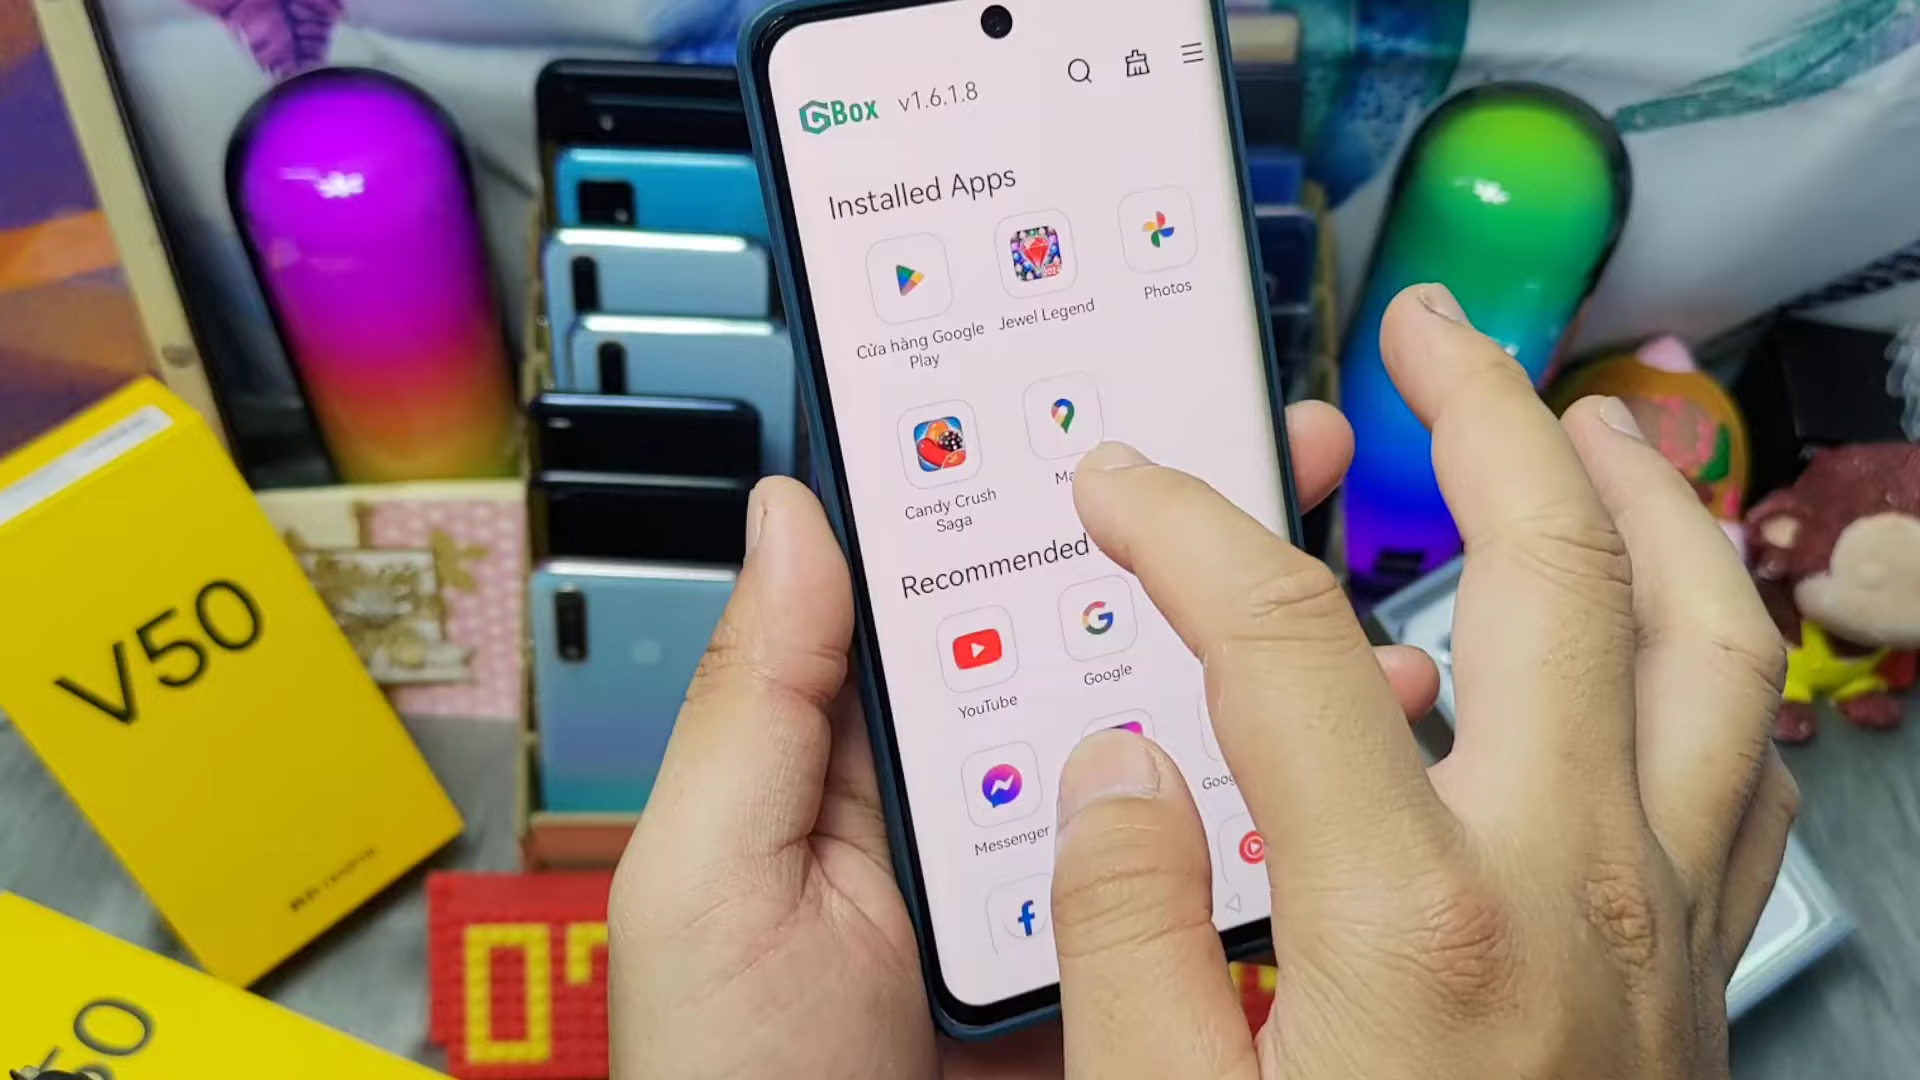 GBox v1.6.1.8
Installed Apps
Cửa hàng Google
Play
Jewel Legend
Photos
Candy Crush
Saga
Recommended
YouTube
Google
Messenger
V50